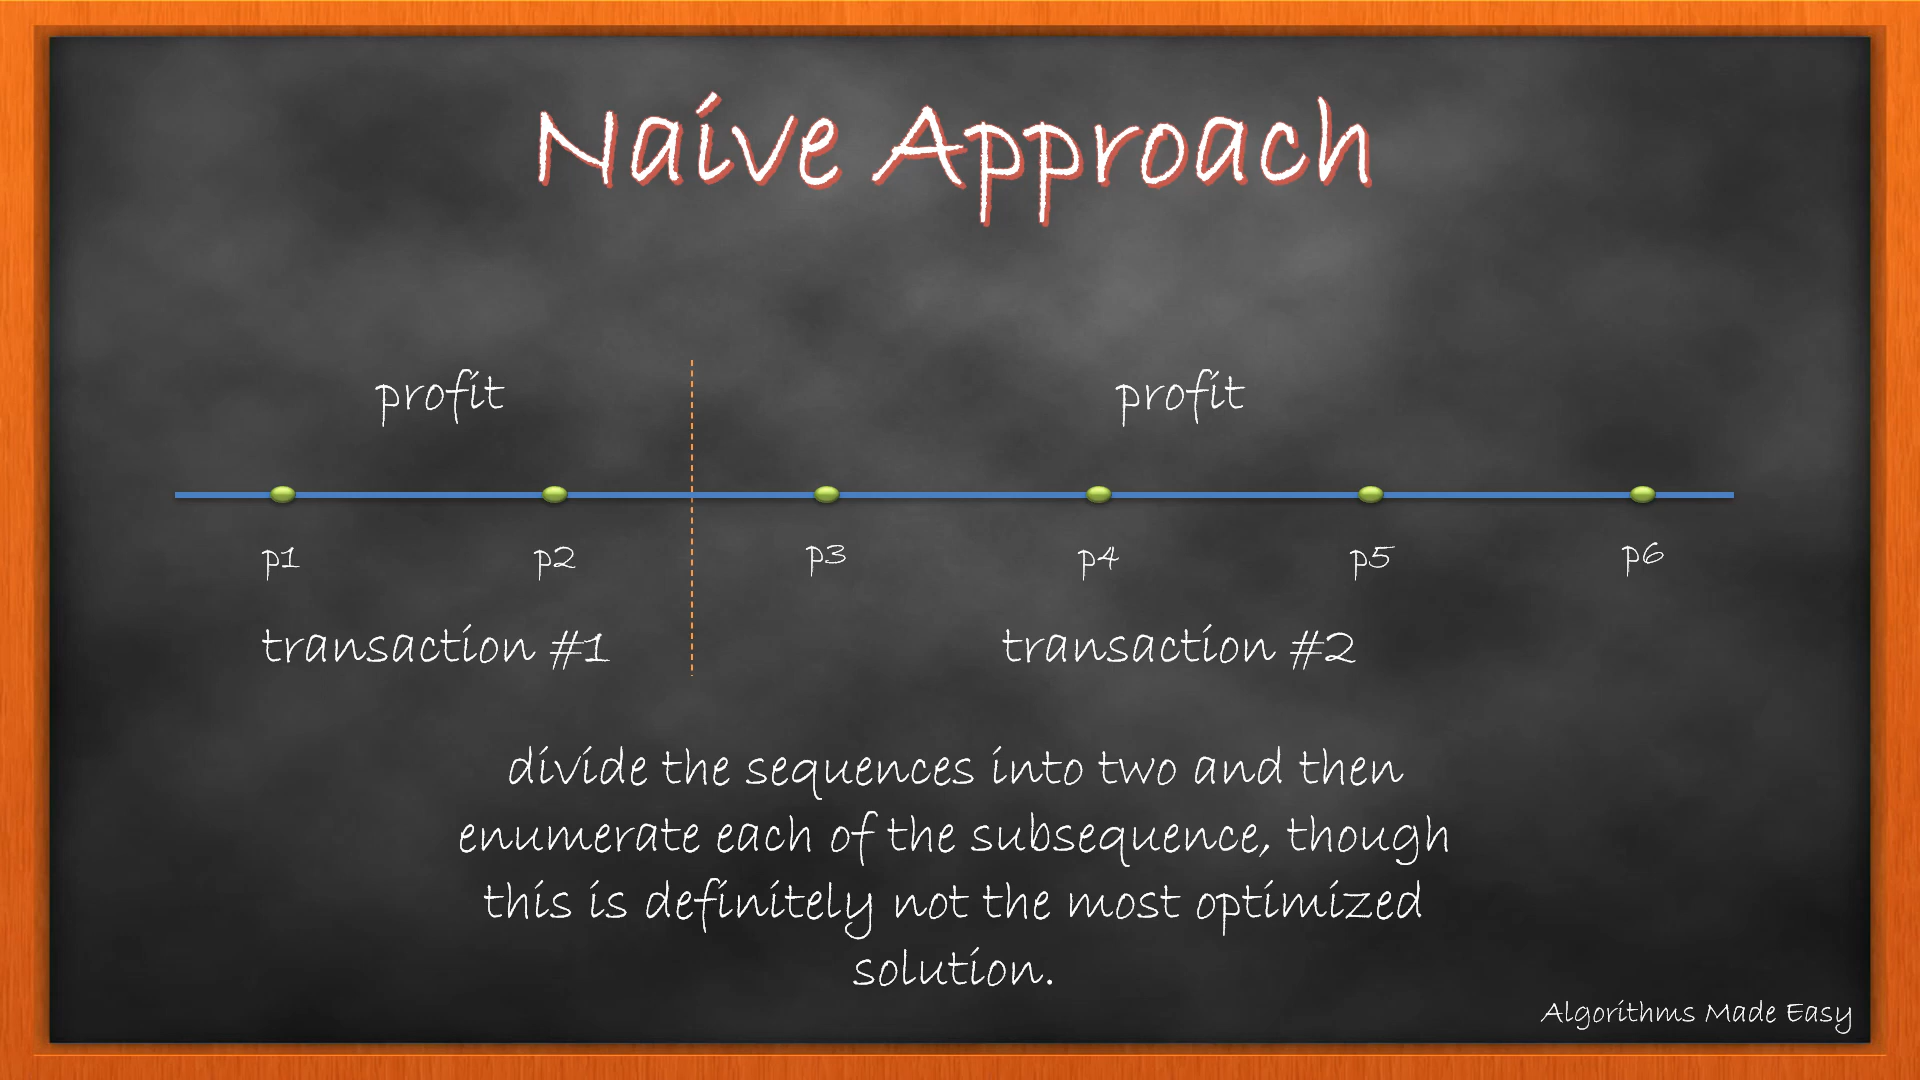 Naive Approach
profit profit
p1 p2 p3 p4 p5 p6
transaction #1 transaction #2
divide the sequences into two and then
enumerate each of the subsequence, though
this is definitely not the most optimized
solution.
Algorithms Made Easy